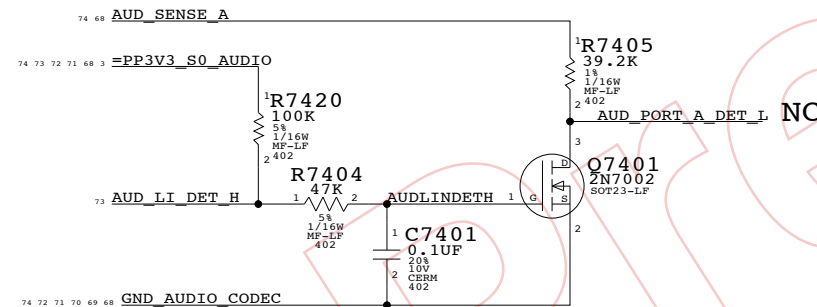 74 68 AUD_SENSE_A
74 73 72 71 68 3 =PP3V3_S0_AUDIO
1
R7405
39.2K
1%
1/16W
MF-LF
402
2
1
R7420
100K
5%
1/16W
MF-LF
402
2
AUD_PORT_A_DET_L NC
3
R7404
47K
1 2
5%
1/16W
MF-LF
402
73 AUD_LI_DET_H
AUDLINDETH
1
G
D
S
Q7401
2N7002
SOT23-LF
2
1
C7401
0.1UF
20%
10V
CERM
402
2
74 72 71 70 69 68 GND_AUDIO_CODEC